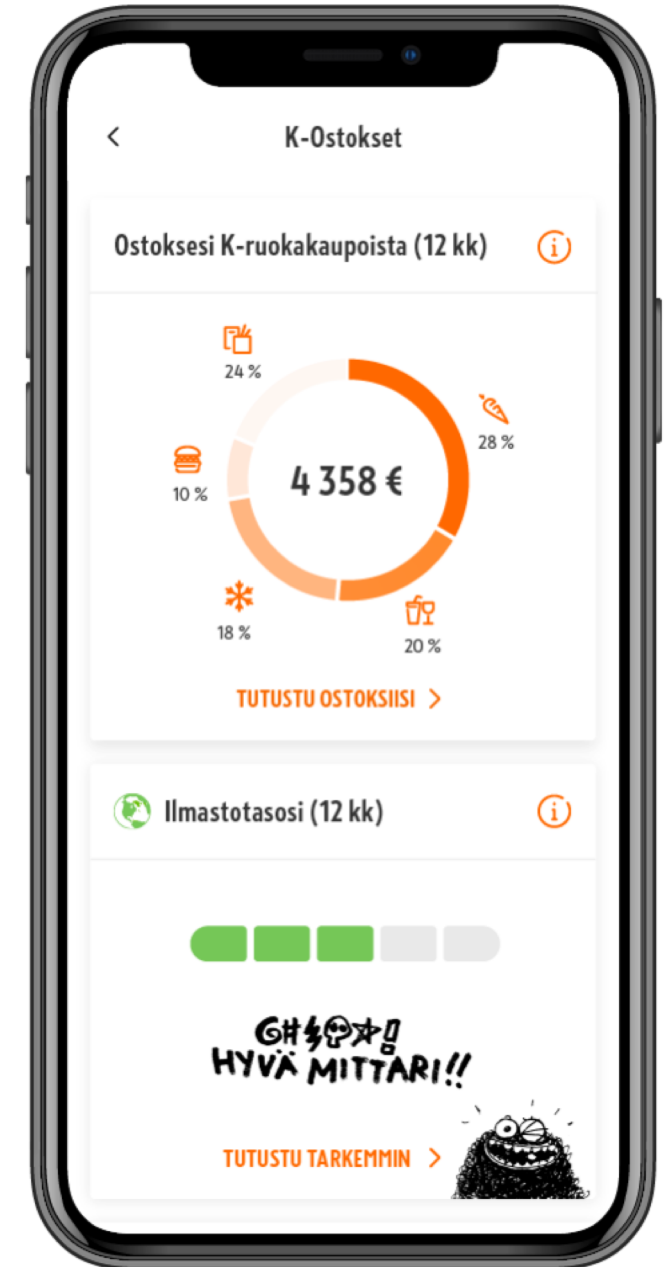 K-Ostokset
Ostoksesi K-ruokakaupoista (12 kk)
24 %
28 %
10 %
4 358 €
18 %
20 %
TUTUSTU OSTOKSIISI >
Ilmastotasosi (12 kk)
@#$☠☆!
HYVÄ MITTARI!!
TUTUSTU TARKEMMIN >